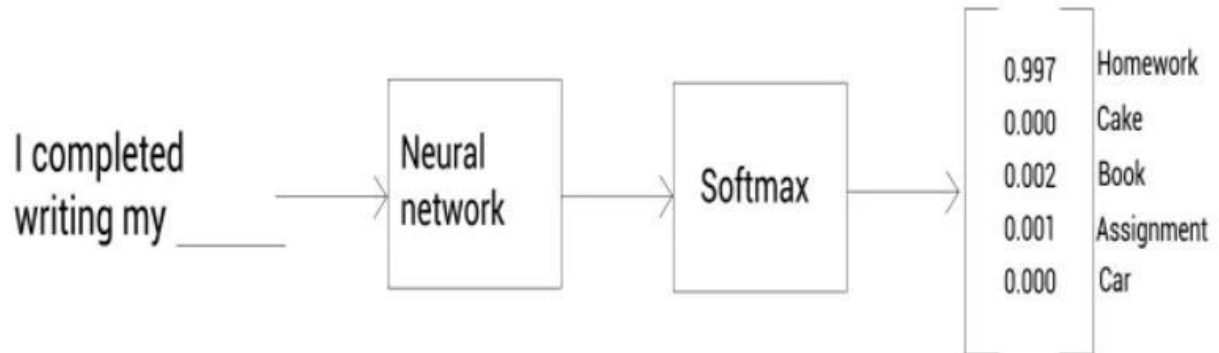 I completed
writing my ______
Neural
network
Softmax
0.997 Homework
0.000 Cake
0.002 Book
0.001 Assignment
0.000 Car